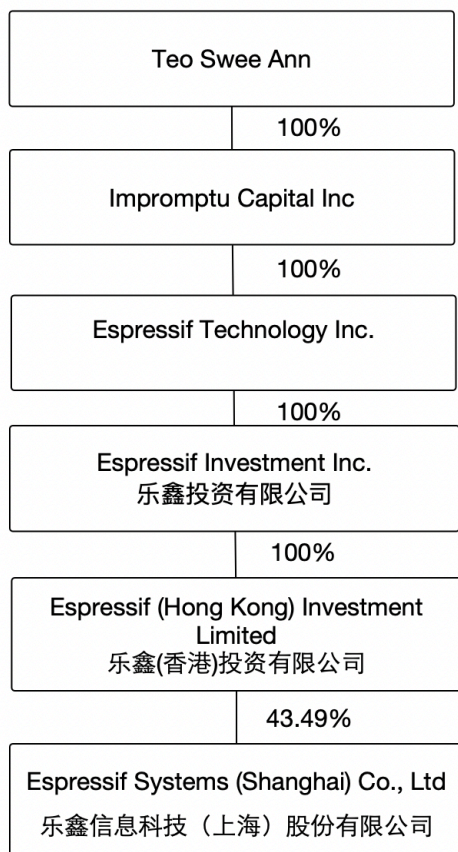 Teo Swee Ann
100%
Impromptu Capital Inc
100%
Espressif Technology Inc.
100%
Espressif Investment Inc.
乐鑫投资有限公司
100%
Espressif (Hong Kong) Investment
Limited
乐鑫(香港)投资有限公司
43.49%
Espressif Systems (Shanghai) Co., Ltd
乐鑫信息科技（上海）股份有限公司